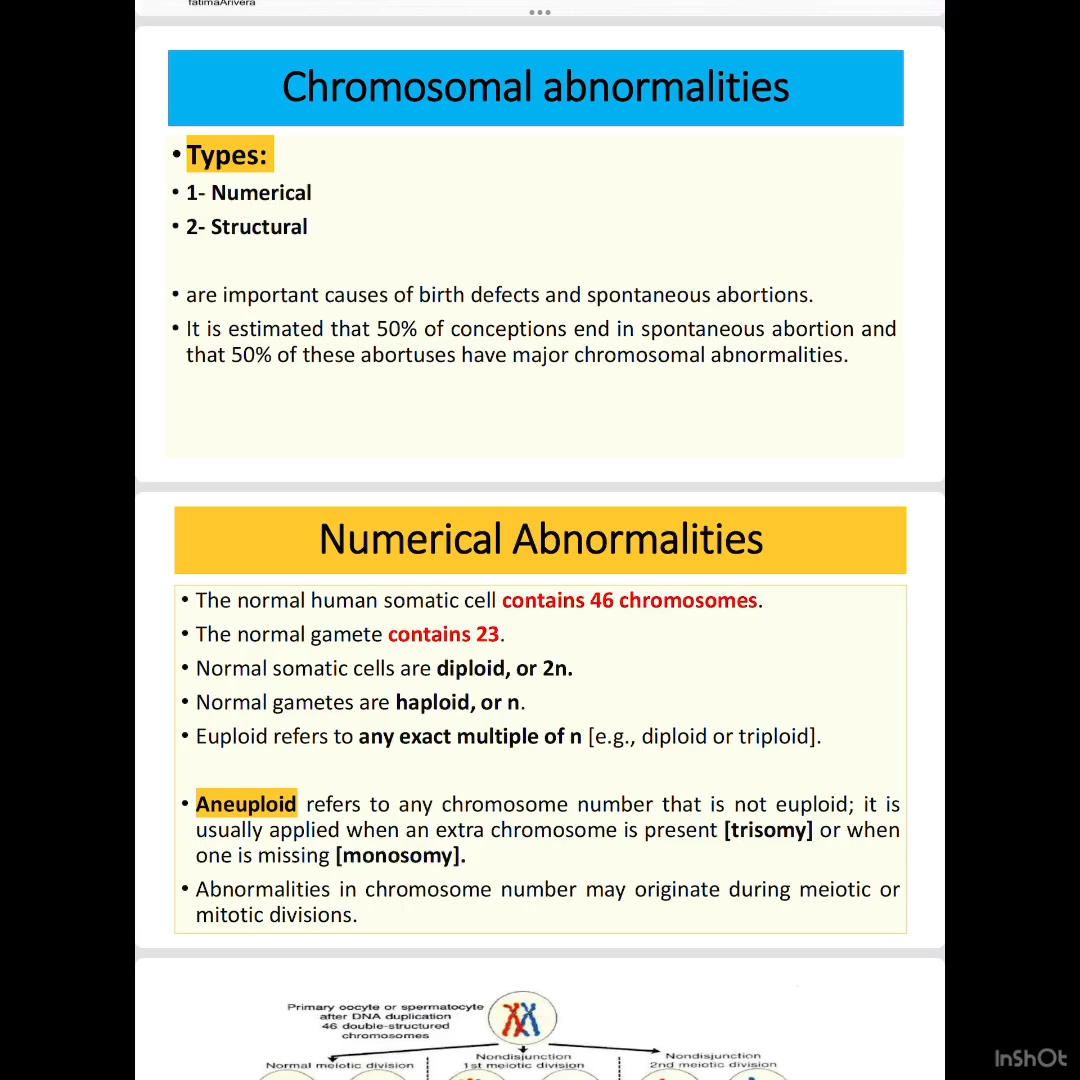 fatimaArivera
Chromosomal abnormalities
• Types:
• 1- Numerical
• 2- Structural
• are important causes of birth defects and spontaneous abortions.
• It is estimated that 50% of conceptions end in spontaneous abortion and
that 50% of these abortuses have major chromosomal abnormalities.
Numerical Abnormalities
• The normal human somatic cell contains 46 chromosomes.
• The normal gamete contains 23.
• Normal somatic cells are diploid, or 2n.
• Normal gametes are haploid, or n.
• Euploid refers to any exact multiple of n [e.g., diploid or triploid].
• Aneuploid refers to any chromosome number that is not euploid; it is
usually applied when an extra chromosome is present [trisomy] or when
one is missing [monosomy].
• Abnormalities in chromosome number may originate during meiotic or
mitotic divisions.
Primary oocyte or spermatocyte
after DNA duplication
46 double-structured
chromosomes
Normal meiotic division
Nondisjunction
1st meiotic division
Nondisjunction
2nd meiotic division
InShOt